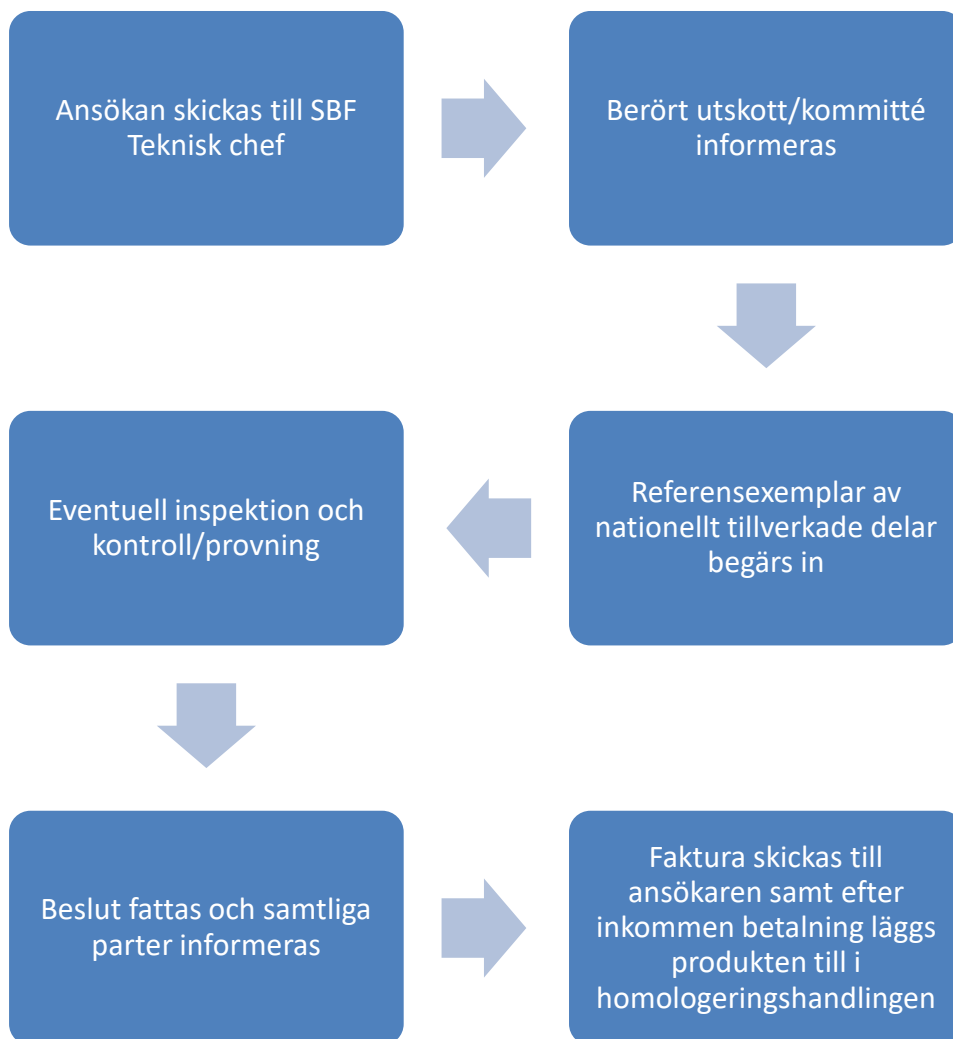 Ansökan skickas till SBF
Teknisk chef
Berört utskott/kommitté
informeras
Referensexemplar av
nationellt tillverkade delar
begärs in
Eventuell inspektion och
kontroll/provning
Beslut fattas och samtliga
parter informeras
Faktura skickas till
ansökaren samt efter
inkommen betalning läggs
produkten till i
homologeringshandlingen